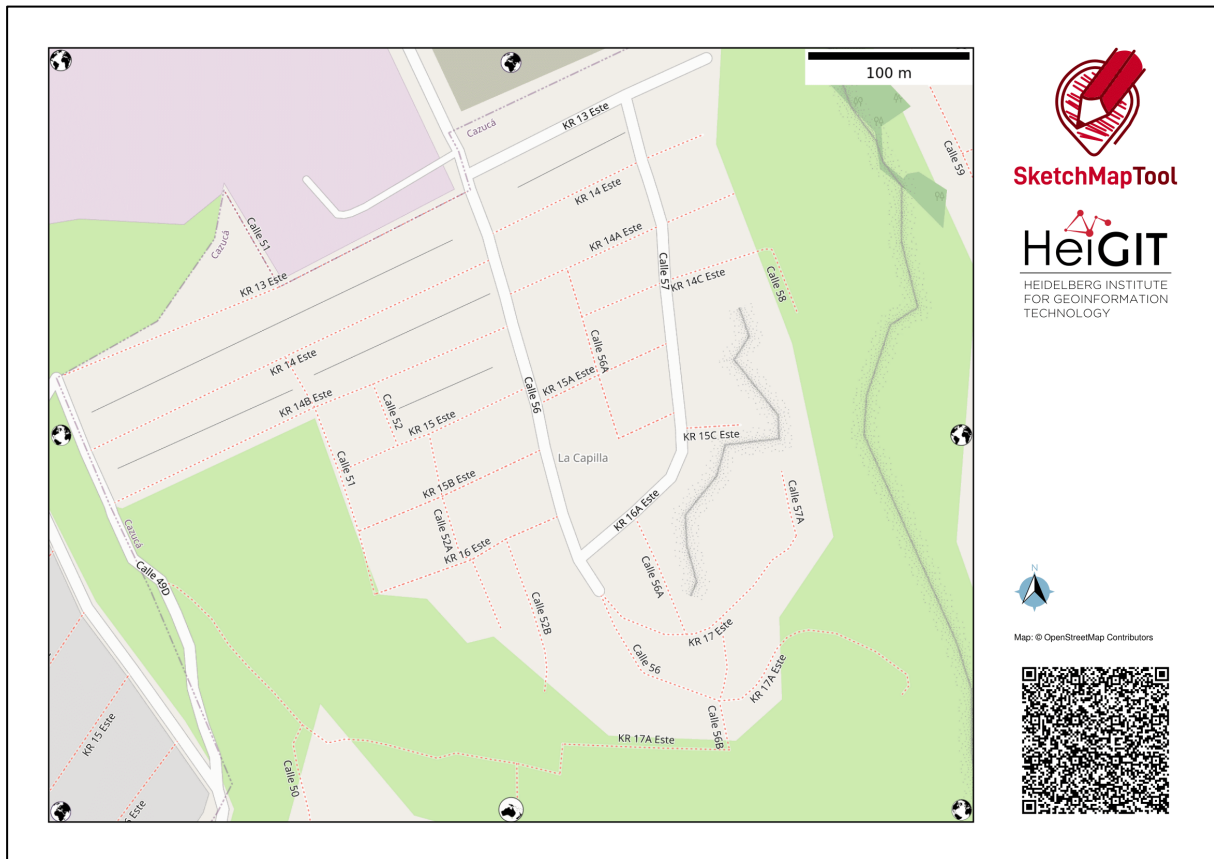 100 m
KR 13 Este
Cazucá
Calle 59
KR 14 Este
Calle 51
Cazucá
KR 14A Este
Calle 57
KR 14C Este
Calle 58
KR 13 Este
KR 14 Este
Calle 56A
KR 15A Este
Calle 56
KR 14B Este
Calle 52
KR 15 Este
KR 15C Este
La Capilla
Calle 51
KR 15B Este
Calle 57A
KR 16A Este
Cazucá
Calle 52A
KR 16 Este
Calle 49D
Calle 56A
Calle 52B
KR 17 Este
Calle 56
KR 17A Este
KR 15 Este
Calle 56B
KR 17A Este
Calle 50
Este
SketchMapTool
HeiGIT
HEIDELBERG INSTITUTE
FOR GEOINFORMATION
TECHNOLOGY
N
Map: © OpenStreetMap Contributors